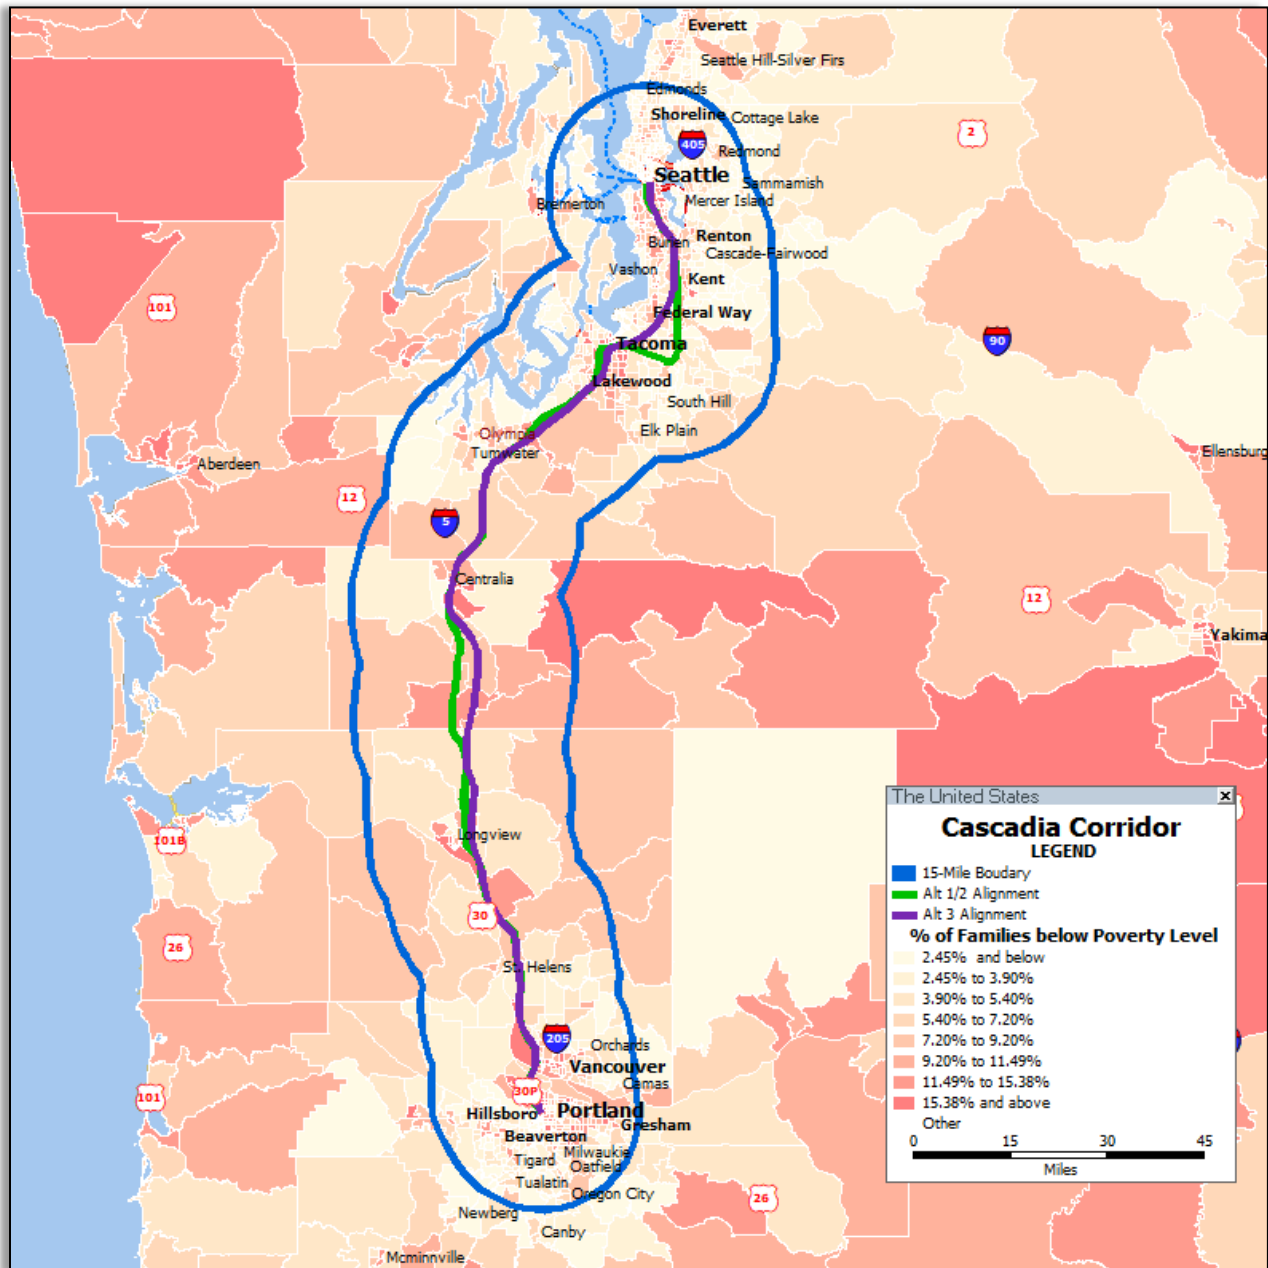 Everett
Seattle Hill-Silver Firs
Edmonds
Shoreline
Cottage Lake
2
405
Redmond
Seattle
Sammamish
Bremerton
Mercer Island
Renton
Burien
Cascade-Fairwood
Vashon
Kent
101
Federal Way
90
Tacoma
Lakewood
South Hill
Elk Plain
Olympia
Tumwater
Ellensburg
Aberdeen
12
5
Centralia
12
Yakima
The United States
Cascadia Corridor
LEGEND
15-Mile Boudary
Alt 1/2 Alignment
Alt 3 Alignment
% of Families below Poverty Level
2.45% and below
2.45% to 3.90%
3.90% to 5.40%
5.40% to 7.20%
7.20% to 9.20%
9.20% to 11.49%
11.49% to 15.38%
15.38% and above
Other
0 15 30 45
Miles
Longview
101B
30
26
St. Helens
205
Orchards
Vancouver
Camas
30P
101
Hillsboro
Portland
Gresham
Beaverton
Milwaukie
Tigard
Oatfield
Tualatin
Oregon City
26
Newberg
Canby
Mcminnville